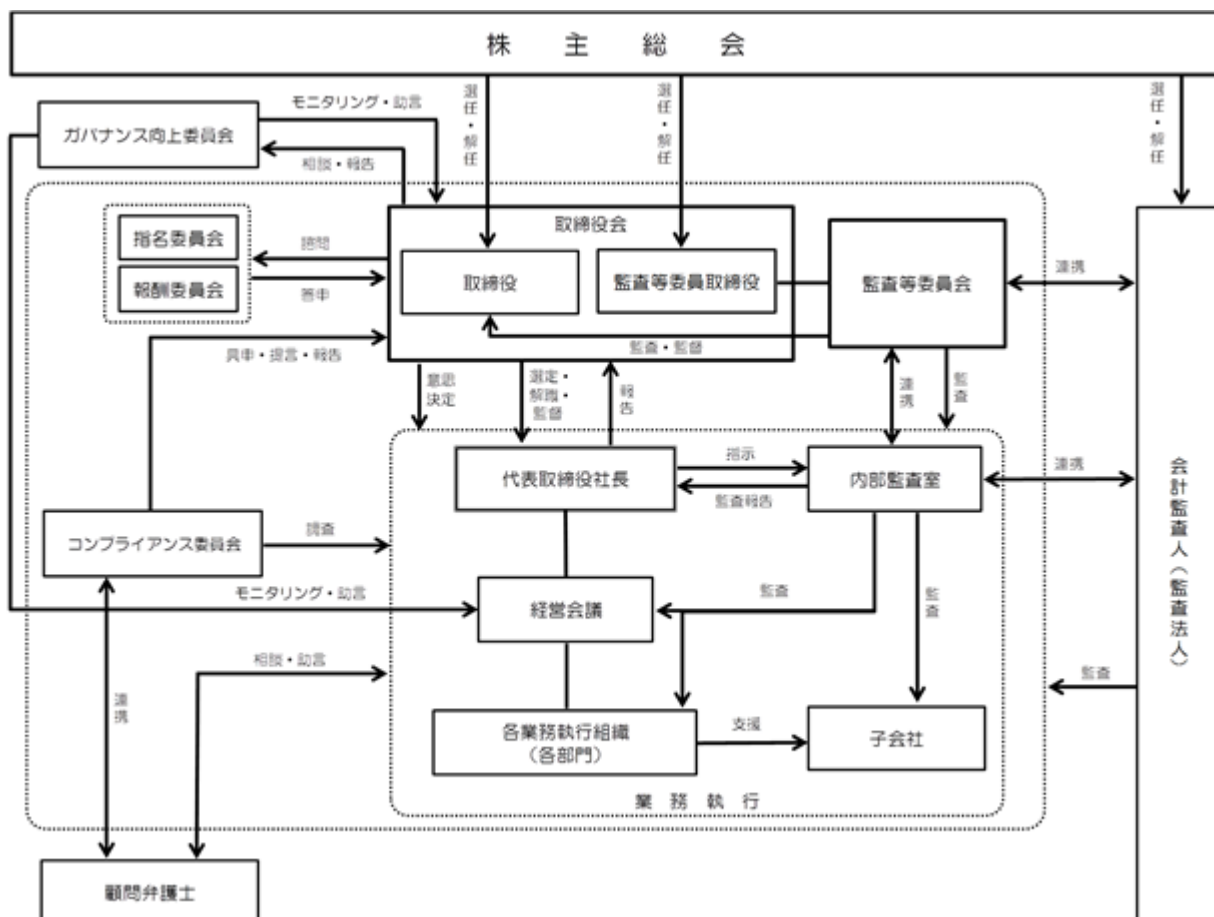 株主総会
モニタリング・助言
ガバナンス向上委員会
相談・報告
選任・解任
選任・解任
選任・解任
取締役会
指名委員会
報酬委員会
諮問
答申
取締役
監査等委員取締役
監査等委員会
連携
監査・監督
具申・提言・報告
意思
決定
選定・
解職・
監督
報告
連携
監査
代表取締役社長
指示
監査報告
内部監査室
連携
会計監査人（監査法人）
コンプライアンス委員会
調査
モニタリング・助言
経営会議
監査
監査
相談・助言
連携
監査
各業務執行組織
（各部門）
支援
子会社
業務執行
顧問弁護士